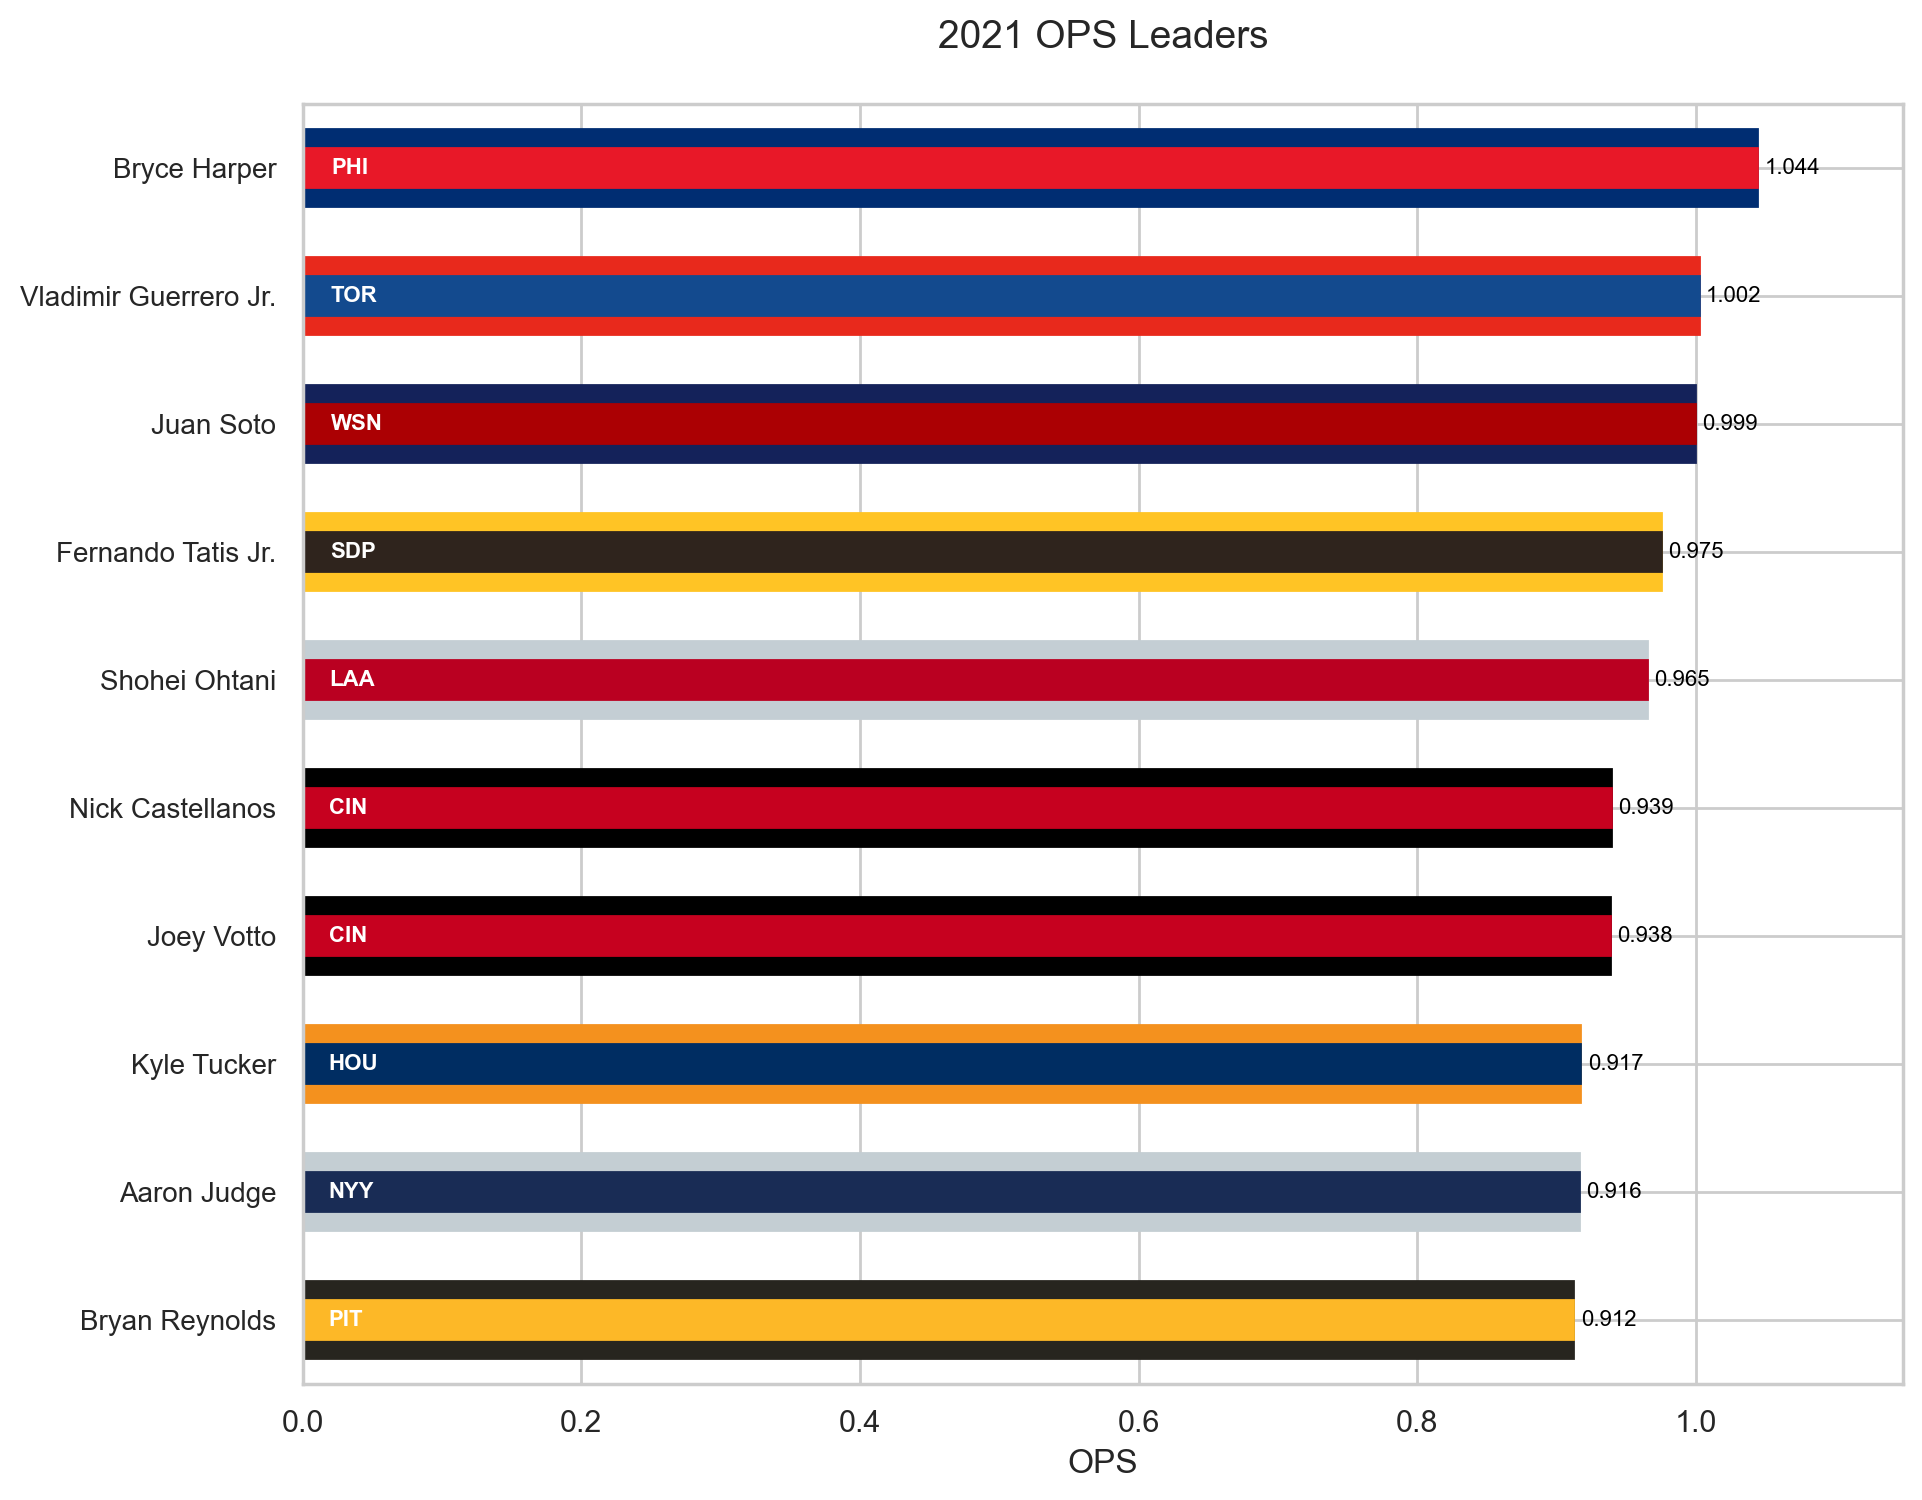 2021 OPS Leaders
Bryce Harper PHI 1.044
Vladimir Guerrero Jr. TOR 1.002
Juan Soto WSN 0.999
Fernando Tatis Jr. SDP 0.975
Shohei Ohtani LAA 0.965
Nick Castellanos CIN 0.939
Joey Votto CIN 0.938
Kyle Tucker HOU 0.917
Aaron Judge NYY 0.916
Bryan Reynolds PIT 0.912
0.0 0.2 0.4 0.6 0.8 1.0
OPS